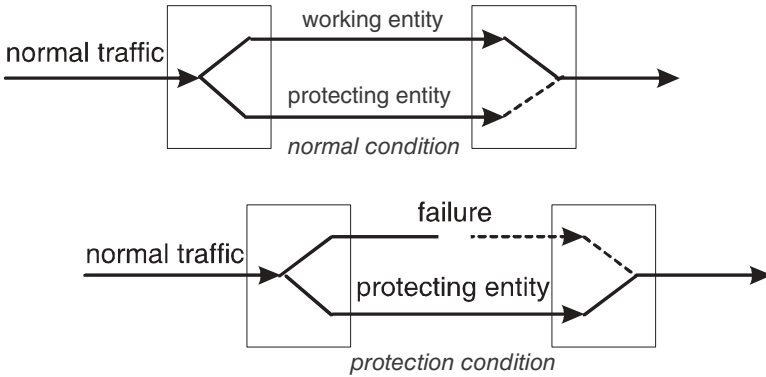 working entity
normal traffic
protecting entity
normal condition
failure
normal traffic
protecting entity
protection condition